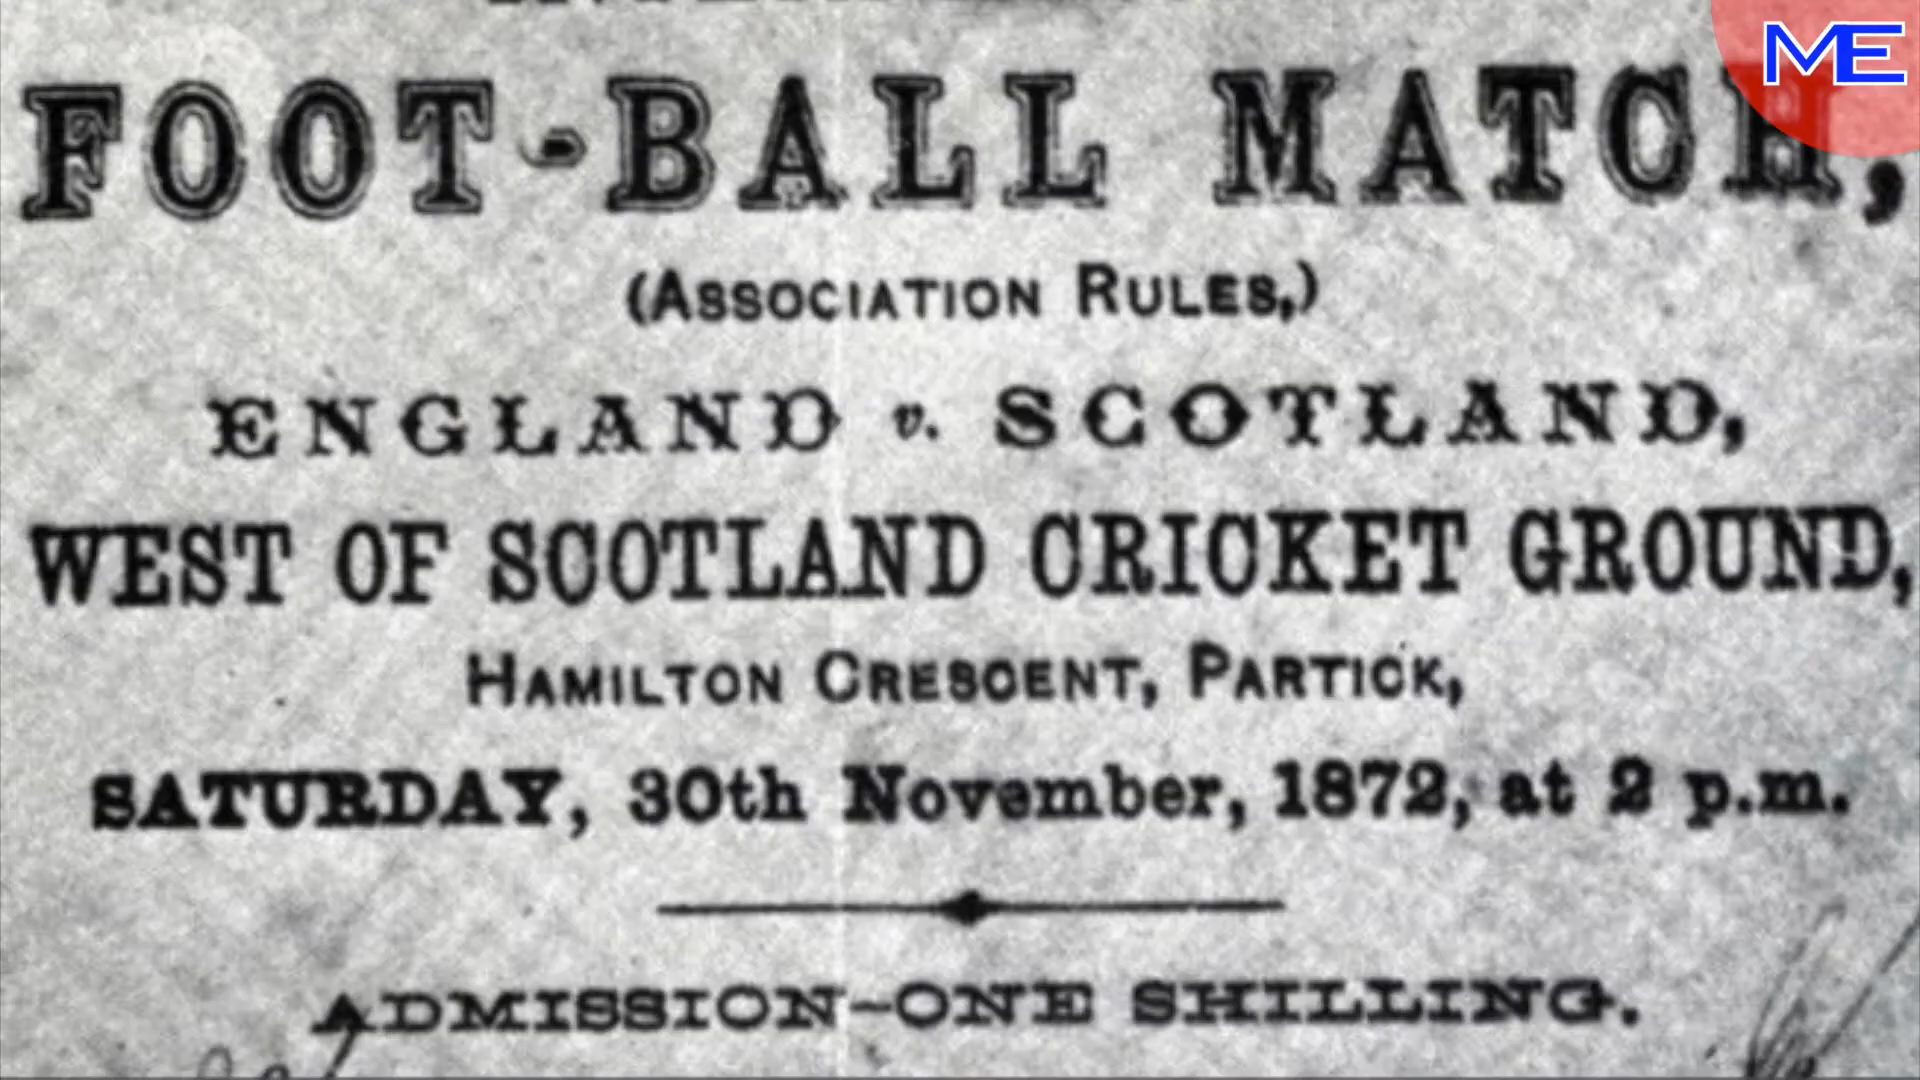 ME
FOOT-BALL MATCH,
(ASSOCIATION RULES,)
ENGLAND v. SCOTLAND,
WEST OF SCOTLAND CRICKET GROUND,
HAMILTON CRESCENT, PARTICK,
SATURDAY, 30th November, 1872, at 2 p.m.
ADMISSION-ONE SHILLING.